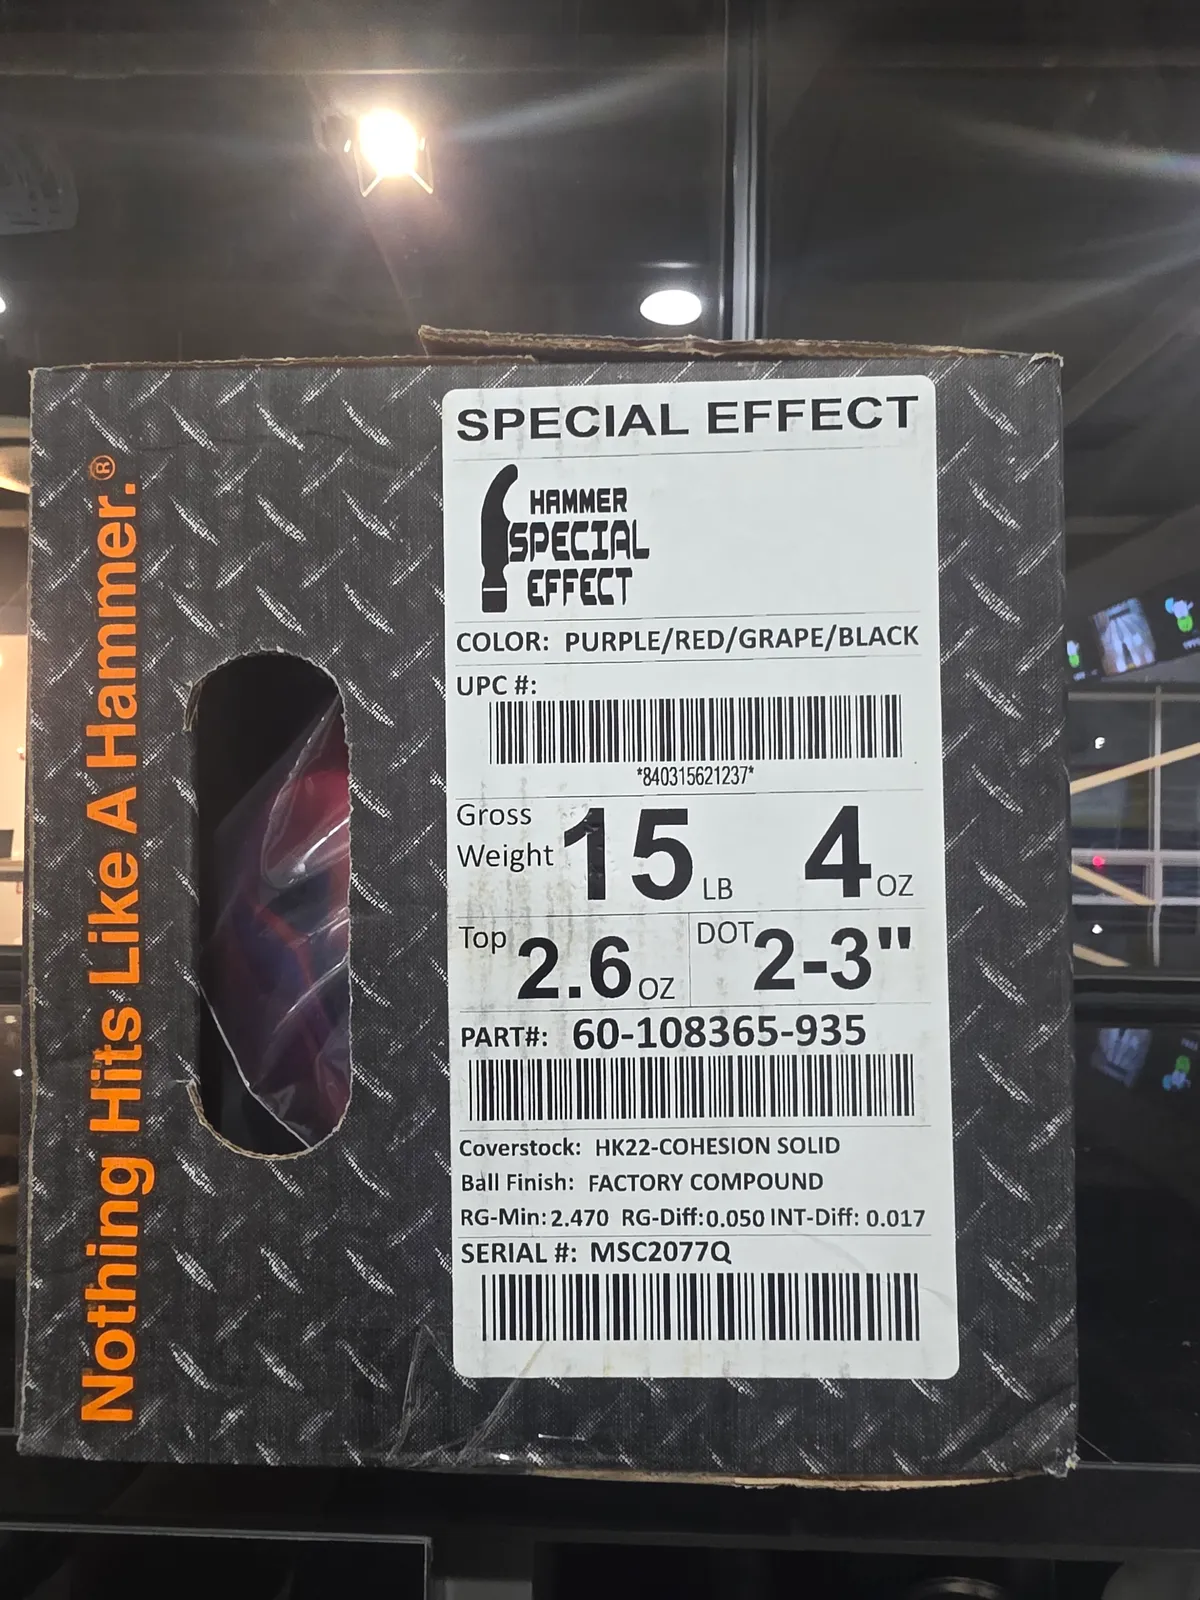 Nothing Hits Like A Hammer.®
SPECIAL EFFECT
HAMMER
SPECIAL
EFFECT
COLOR: PURPLE/RED/GRAPE/BLACK
UPC #:
*840315621237*
Gross
Weight 15 LB 4 OZ
Top 2.6 OZ DOT 2-3"
PART#: 60-108365-935
Coverstock: HK22-COHESION SOLID
Ball Finish: FACTORY COMPOUND
RG-Min: 2.470 RG-Diff: 0.050 INT-Diff: 0.017
SERIAL #: MSC2077Q